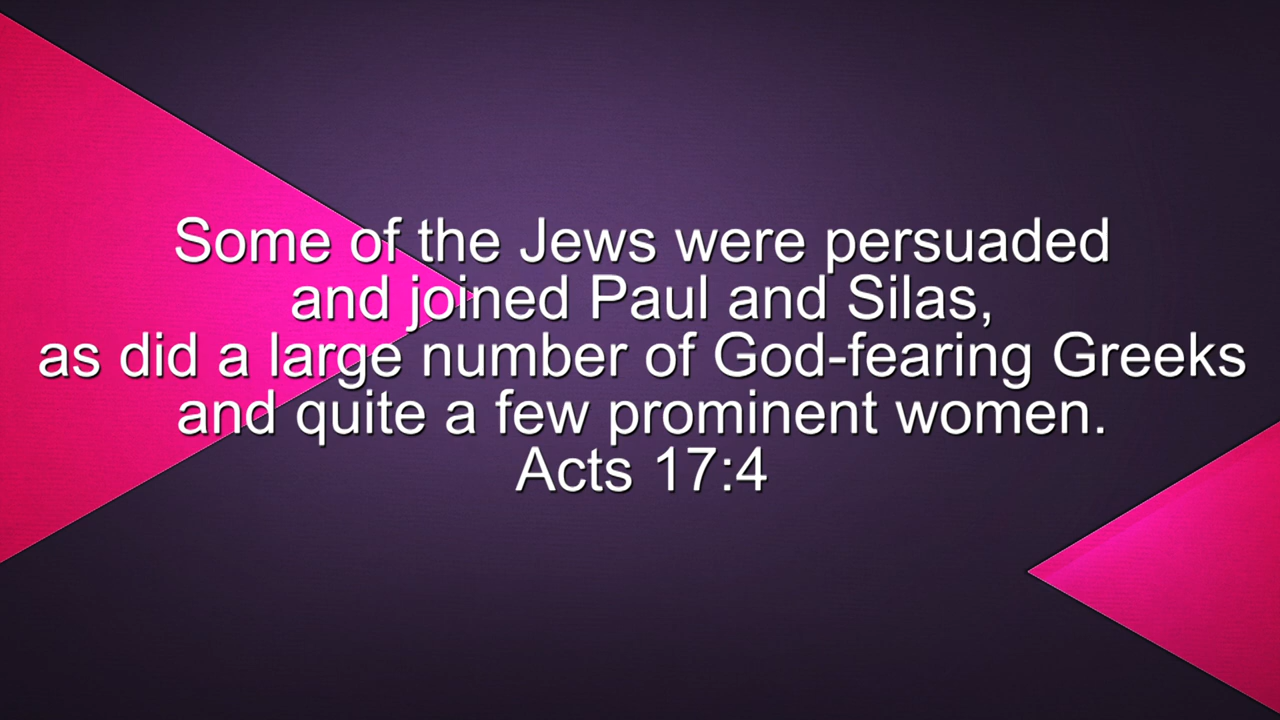 Some of the Jews were persuaded
and joined Paul and Silas,
as did a large number of God-fearing Greeks
and quite a few prominent women.
Acts 17:4